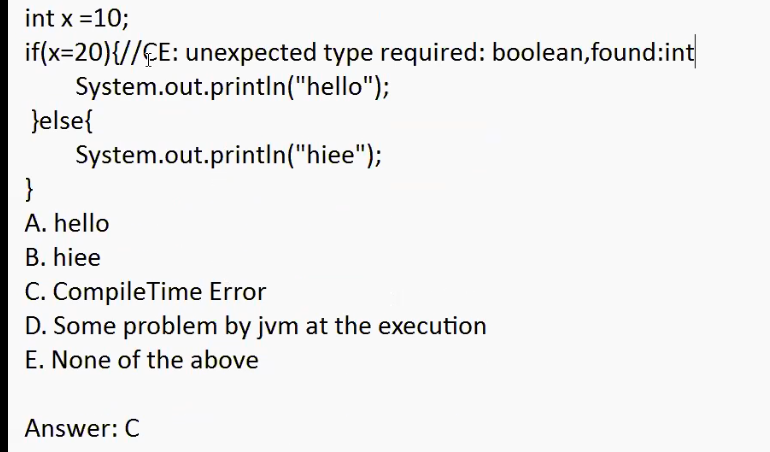 int x =10;
if(x=20){//CE: unexpected type required: boolean,found:int
System.out.println("hello");
}else{
System.out.println("hiee");
}
A. hello
B. hiee
C. CompileTime Error
D. Some problem by jvm at the execution
E. None of the above
Answer: C